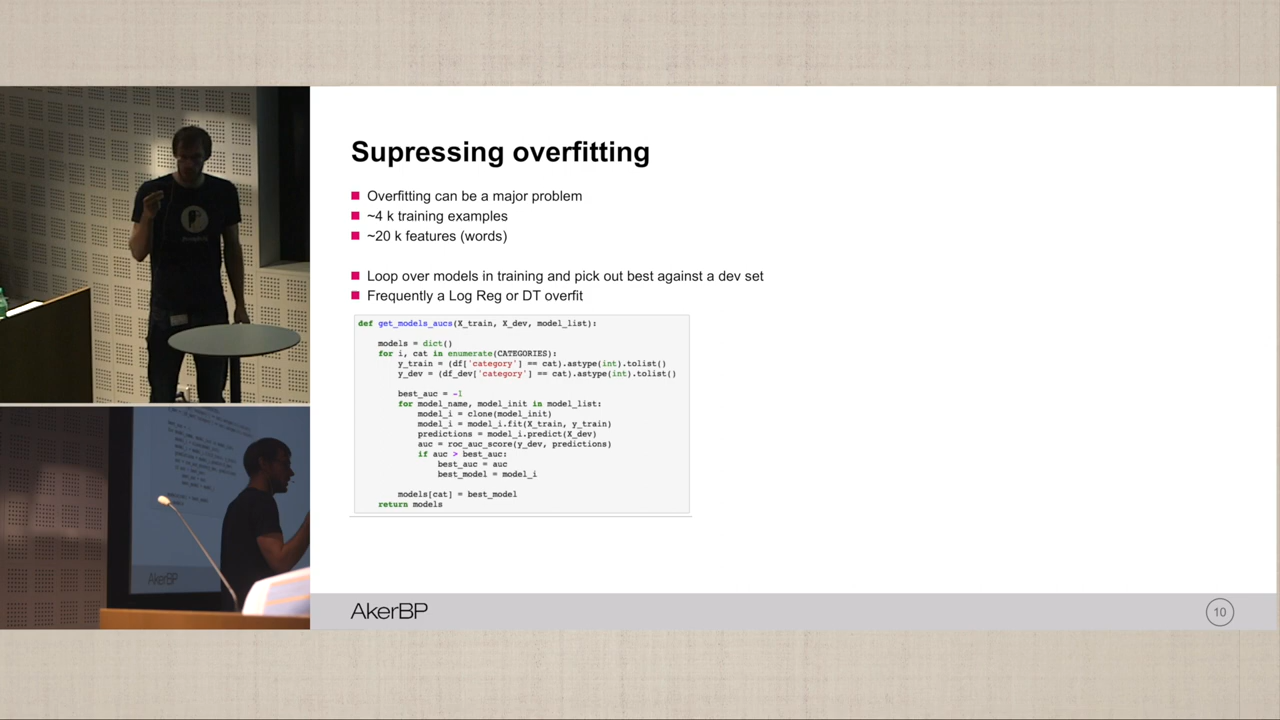 Supressing overfitting
Overfitting can be a major problem
~4 k training examples
~20 k features (words)
Loop over models in training and pick out best against a dev set
Frequently a Log Reg or DT overfit
def get_models_aucs(X_train, X_dev, model_list):
models = dict()
for i, cat in enumerate(CATEGORIES):
y_train = (df['category'] == cat).astype(int).tolist()
y_dev = (df_dev['category'] == cat).astype(int).tolist()
best_auc = -1
for model_name, model_init in model_list:
model_i = clone(model_init)
model_i = model_i.fit(X_train, y_train)
predictions = model_i.predict(X_dev)
auc = roc_auc_score(y_dev, predictions)
if auc > best_auc:
best_auc = auc
best_model = model_i
models[cat] = best_model
return models
AkerBP
10
AkerBP